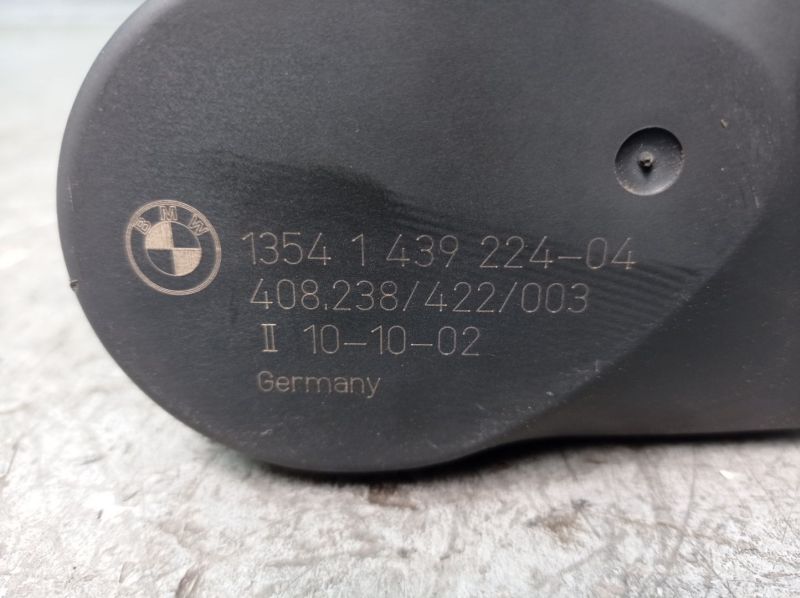 BMW
1354 1 439 224-04
408.238/422/003
II 10-10-02
Germany